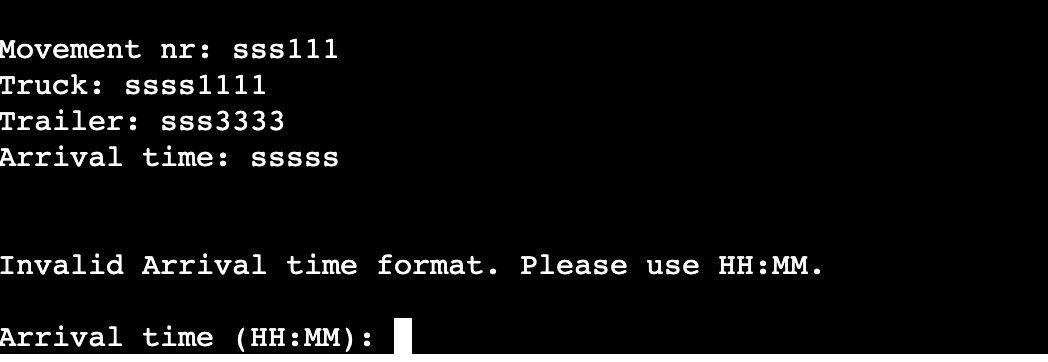 Movement nr: sss111
Truck: ssss1111
Trailer: sss3333
Arrival time: sssss
Invalid Arrival time format. Please use HH:MM.
Arrival time (HH:MM):